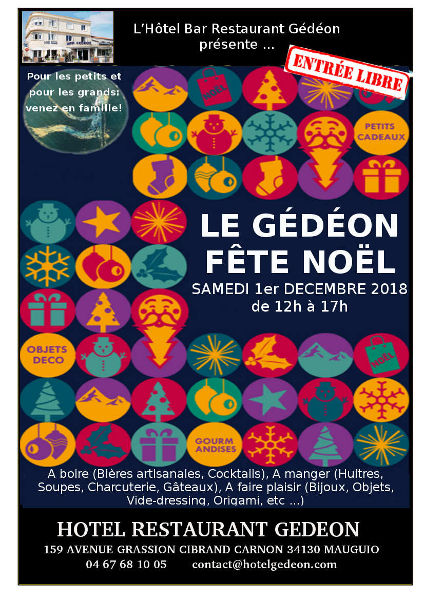 L'Hôtel Bar Restaurant Gédéon
présente ...
ENTRÉE LIBRE
Pour les petits et
pour les grands:
venez en famille!
NOËL
PETITS
CADEAUX
LE GÉDÉON
FÊTE NOËL
SAMEDI 1er DECEMBRE 2018
de 12h à 17h
OBJETS
DECO
NOËL
GOURM
ANDISES
A boire (Bières artisanales, Cocktails), A manger (Huîtres,
Soupes, Charcuterie, Gâteaux), A faire plaisir (Bijoux, Objets,
Vide-dressing, Origami, etc ...)
HOTEL RESTAURANT GEDEON
159 AVENUE GRASSION CIBRAND CARNON 34130 MAUGUIO
04 67 68 10 05 contact@hotelgedeon.com